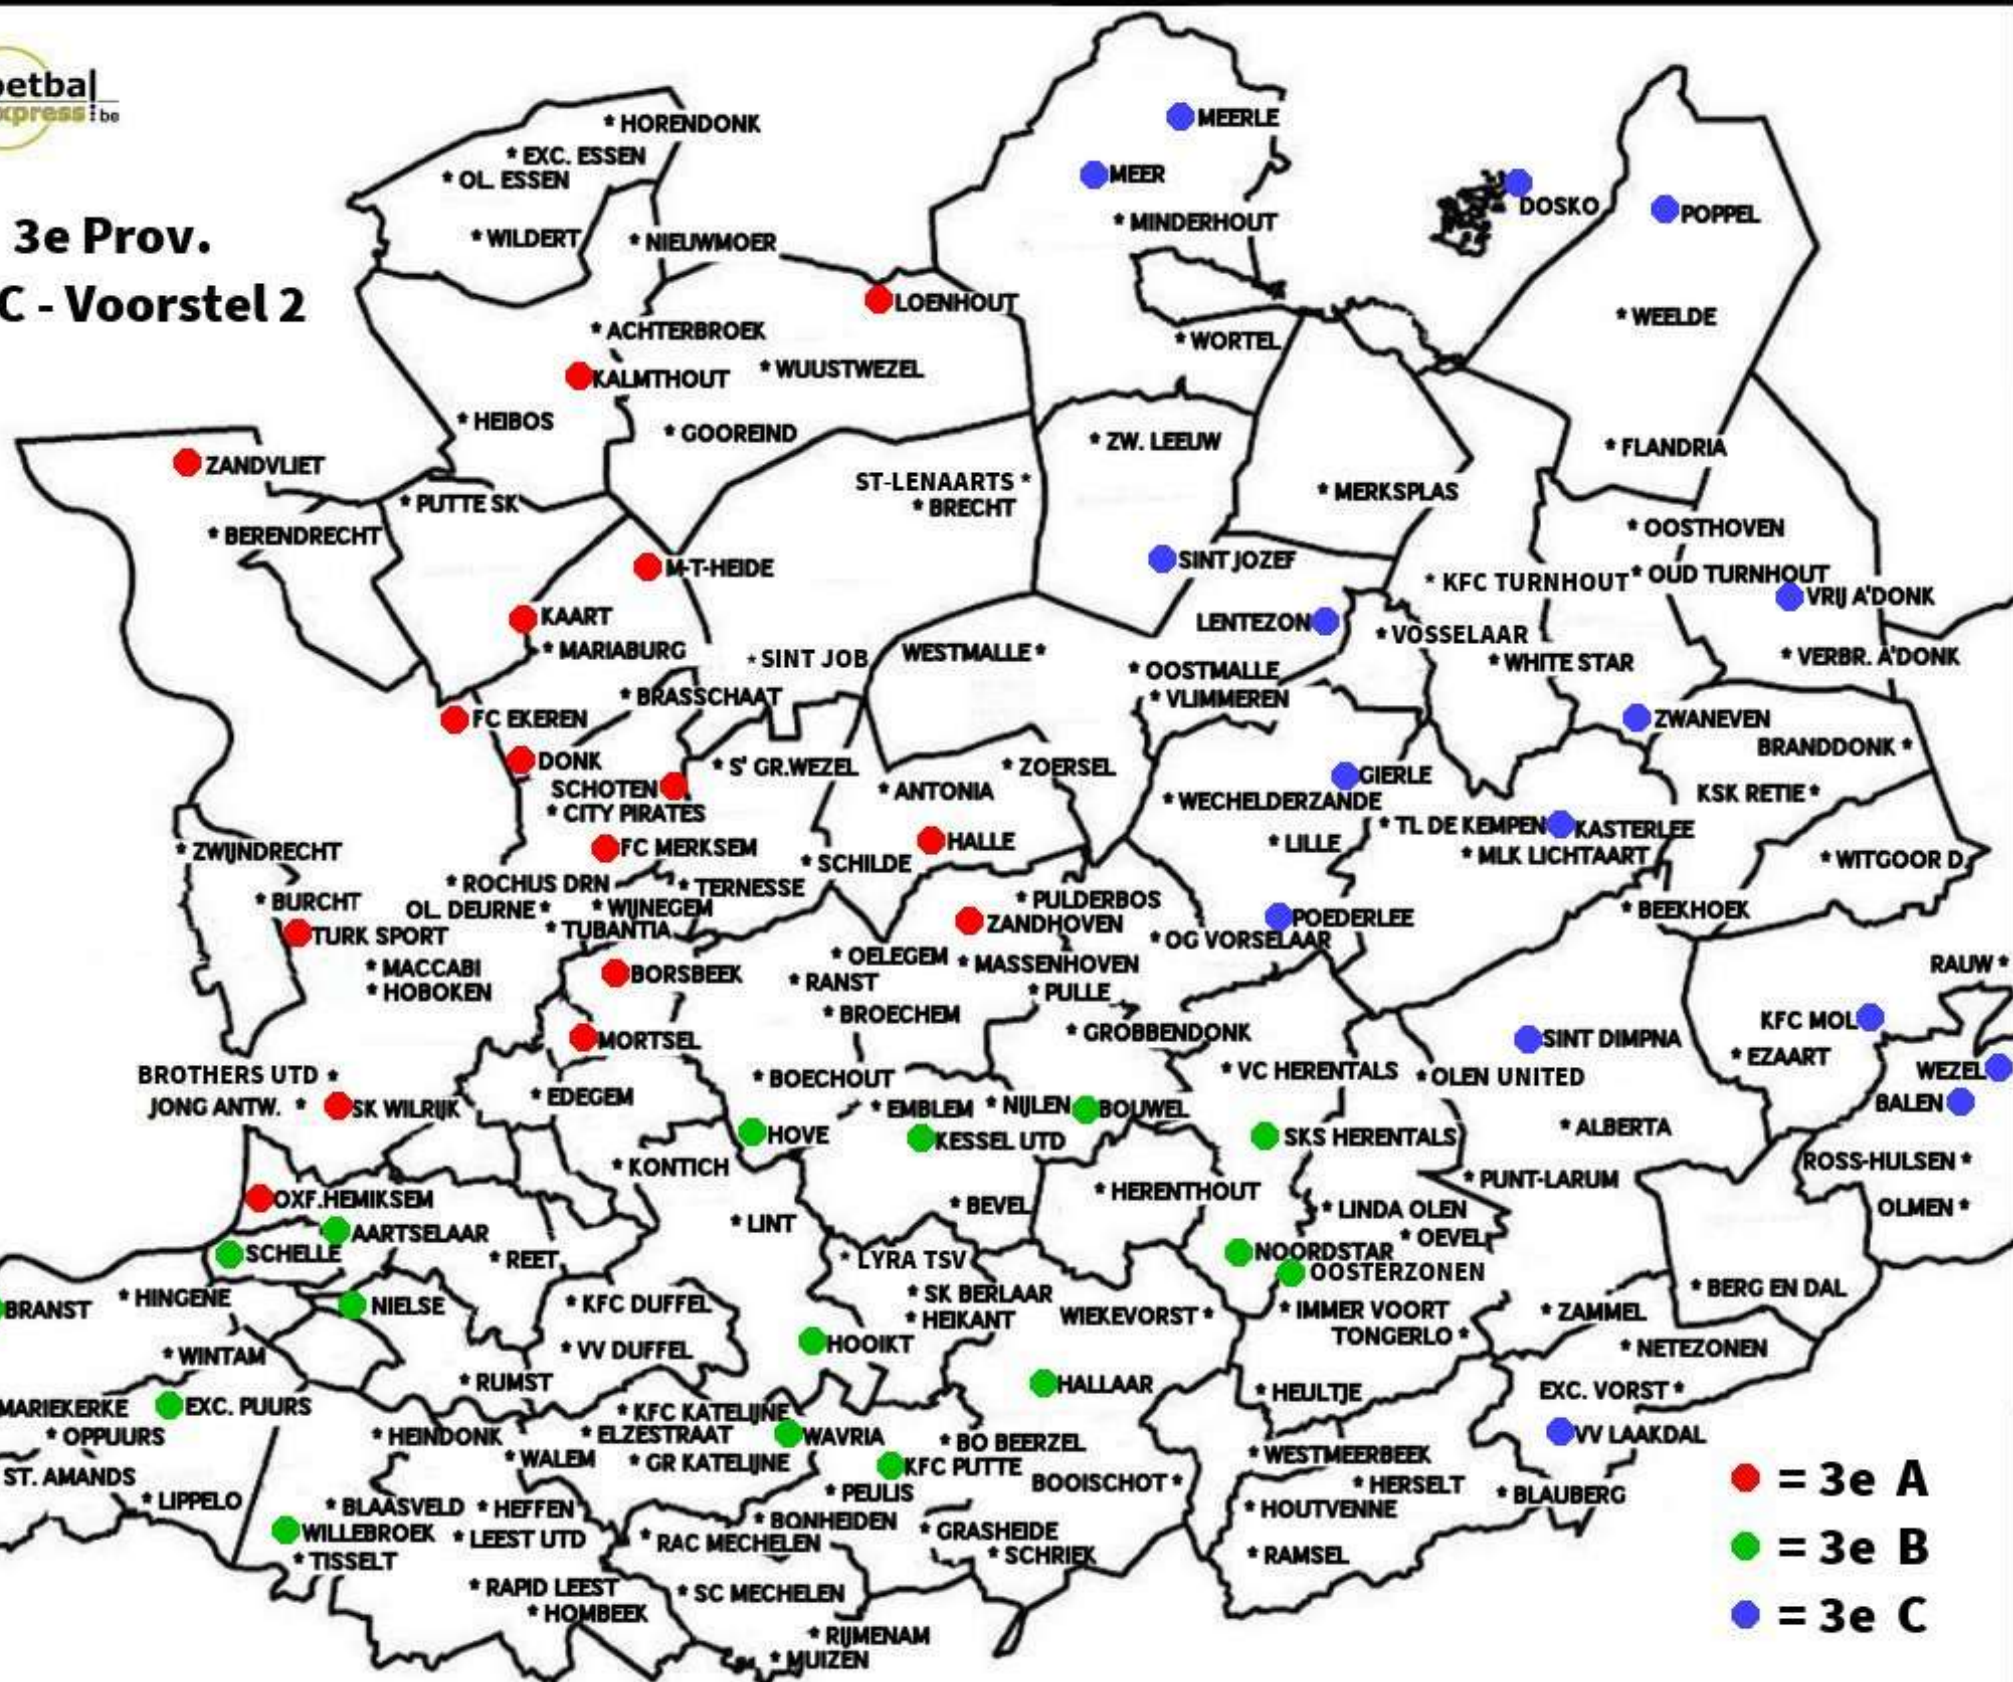 oetbal
xpress.be
3e Prov.
C - Voorstel 2
* HORENDONK
* EXC. ESSEN
* OL. ESSEN
* WILDERT
* NIEUWMOER
MEERLE
MEER
* MINDERHOUT
DOSKO
POPPEL
LOENHOUT
* WEELDE
* ACHTERBROEK
* WORTEL
* WUUSTWEZEL
KALMTHOUT
* HEIBOS
* GOOREIND
* ZW. LEEUW
* FLANDRIA
ZANDVLIET
ST-LENAARTS *
* MERKSPLAS
* PUTTE SK
* BRECHT
* OOSTHOVEN
* BERENDRECHT
SINT JOZEF
M-T-HEIDE
* KFC TURNHOUT
* OUD TURNHOUT
VRIJ A'DONK
KAART
LENTEZON
* VOSSELAAR
* MARIABURG
* SINT JOB
WESTMALLE *
* WHITE STAR
* VERBR. A'DONK
* OOSTMALLE
* BRASSCHAAT
* VLIMMEREN
FC EKEREN
ZWANEVEN
BRANDDONK *
DONK
* S' GR.WEZEL
* ZOERSEL
GIERLE
SCHOTEN
* ANTONIA
* WECHELDERZANDE
KSK RETIE *
* CITY PIRATES
* TL DE KEMPEN
KASTERLEE
HALLE
* LILLE
* ZWIJNDRECHT
FC MERKSEM
* MLK LICHTAART
* WITGOOR D.
* SCHILDE
* ROCHUS DRN
* TERNESSE
* BURCHT
* PULDERBOS
OL. DEURNE *
* WIJNEGEM
* BEEKHOEK
POEDERLEE
ZANDHOVEN
* TUBANTIA
TURK SPORT
* OG VORSELAAR
* OELEGEM
* MASSENHOVEN
RAUW *
* MACCABI
BORSBEEK
* RANST
* HOBOKEN
* PULLE
* BROECHEM
KFC MOL
* GROBBENDONK
MORTSEL
SINT DIMPNA
* EZAART
WEZEL
BROTHERS UTD *
* BOECHOUT
* VC HERENTALS
* OLEN UNITED
* EDEGEM
BALEN
JONG ANTW. *
SK WILRIJK
* EMBLEM
* NIJLEN
BOUWEL
* ALBERTA
HOVE
KESSEL UTD
SKS HERENTALS
ROSS-HULSEN *
* KONTICH
* PUNT-LARUM
* HERENTHOUT
OXF.HEMIKSEM
* BEVEL
* LINDA OLEN
OLMEN *
* LINT
AARTSELAAR
* OEVEL
SCHELLE
* REET
* LYRA TSV
NOORDSTAR
OOSTERZONEN
* BERG EN DAL
* SK BERLAAR
* HINGENE
BRANST
NIELSE
* KFC DUFFEL
* HEIKANT
WIEKEVORST *
* IMMER VOORT
* ZAMMEL
TONGERLO *
HOOIKT
* VV DUFFEL
* NETEZONEN
* WINTAM
* RUMST
HALLAAR
* HEULTJE
EXC. VORST *
MARIEKERKE
EXC. PUURS
* KFC KATELIJNE
* OPPUURS
* HEINDONK
* ELZESTRAAT
WAVRIA
* BO BEERZEL
VV LAAKDAL
* WALEM
* GR KATELIJNE
KFC PUTTE
* WESTMEERBEEK
ST. AMANDS
BOOISCHOT *
* HERSELT
= 3e A
* PEULIS
* BLAUBERG
* LIPPELO
* BLAASVELD
* HEFFEN
* HOUTVENNE
* BONHEIDEN
WILLEBROEK
* LEEST UTD
* GRASHEIDE
* RAC MECHELEN
= 3e B
* TISSELT
* SCHRIEK
* RAMSEL
* RAPID LEEST
* SC MECHELEN
* HOMBEEK
= 3e C
* RIJMENAM
* MUIZEN